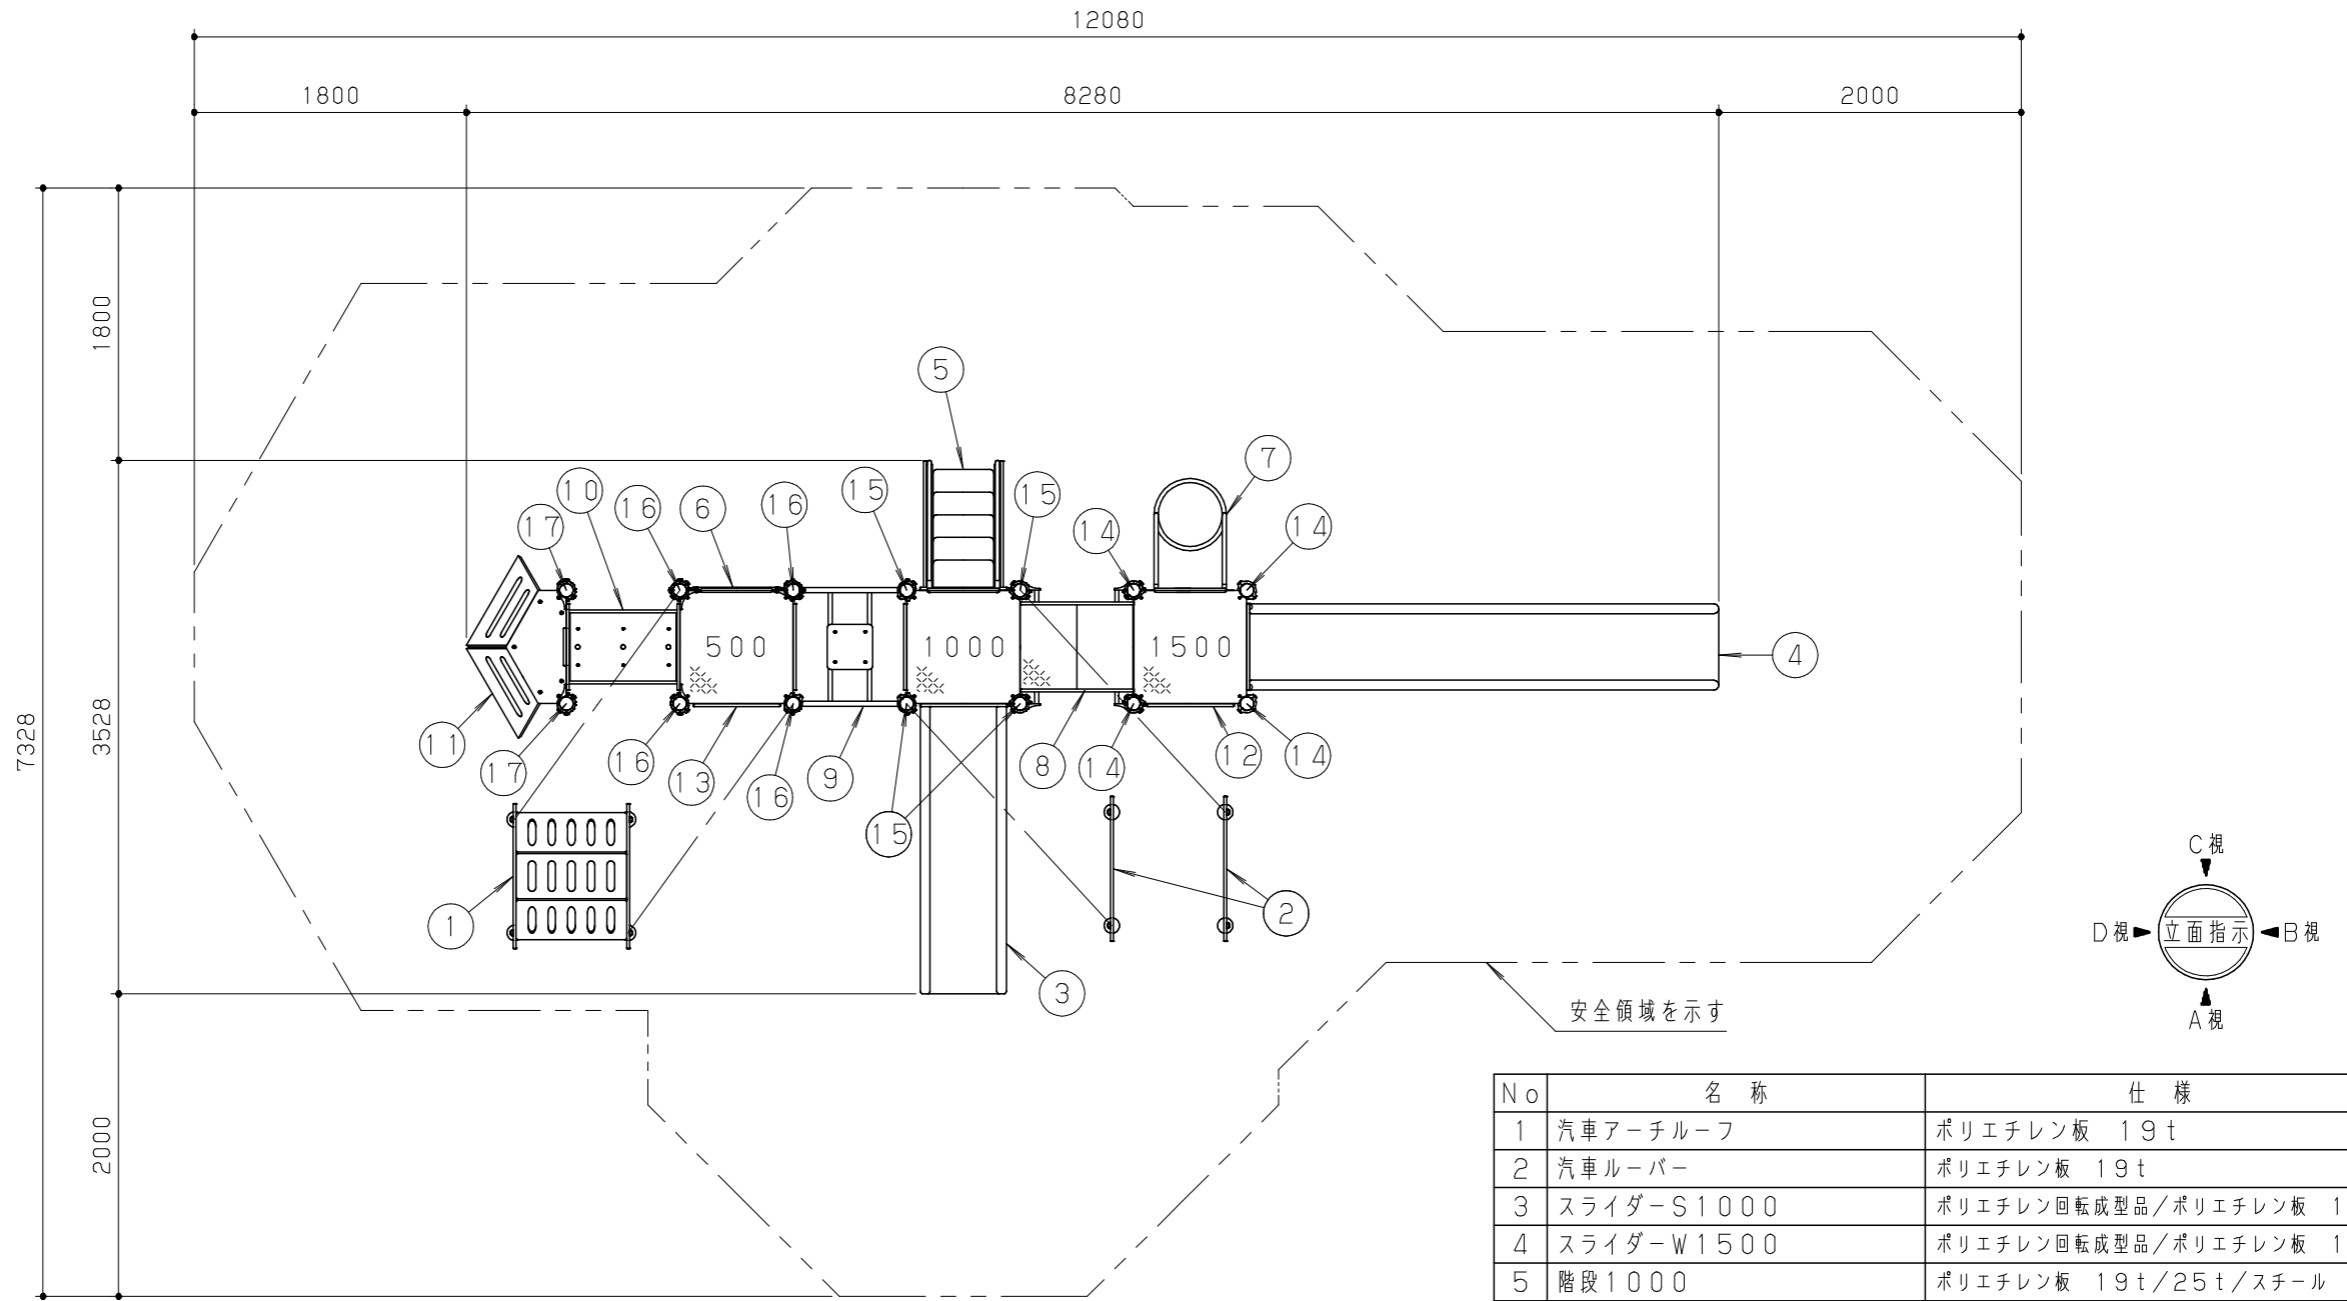 12080
1800 8280 2000
1800
3528
7328
2000
5
7
10 16 6 16 15 15
17 14 14
500 1000 1500
4
11
17 16 13 16 9 15 8 14 12 14
1
2
3
C視
D視 立面指示 B視
A視
安全領域を示す
No 名 称 仕 様
1 汽車アーチルーフ ポリエチレン板 19t
2 汽車ルーバー ポリエチレン板 19t
3 スライダーS1000 ポリエチレン回転成型品/ポリエチレン板 1
4 スライダーW1500 ポリエチレン回転成型品/ポリエチレン板 1
5 階段1000 ポリエチレン板 19t/25t/スチール